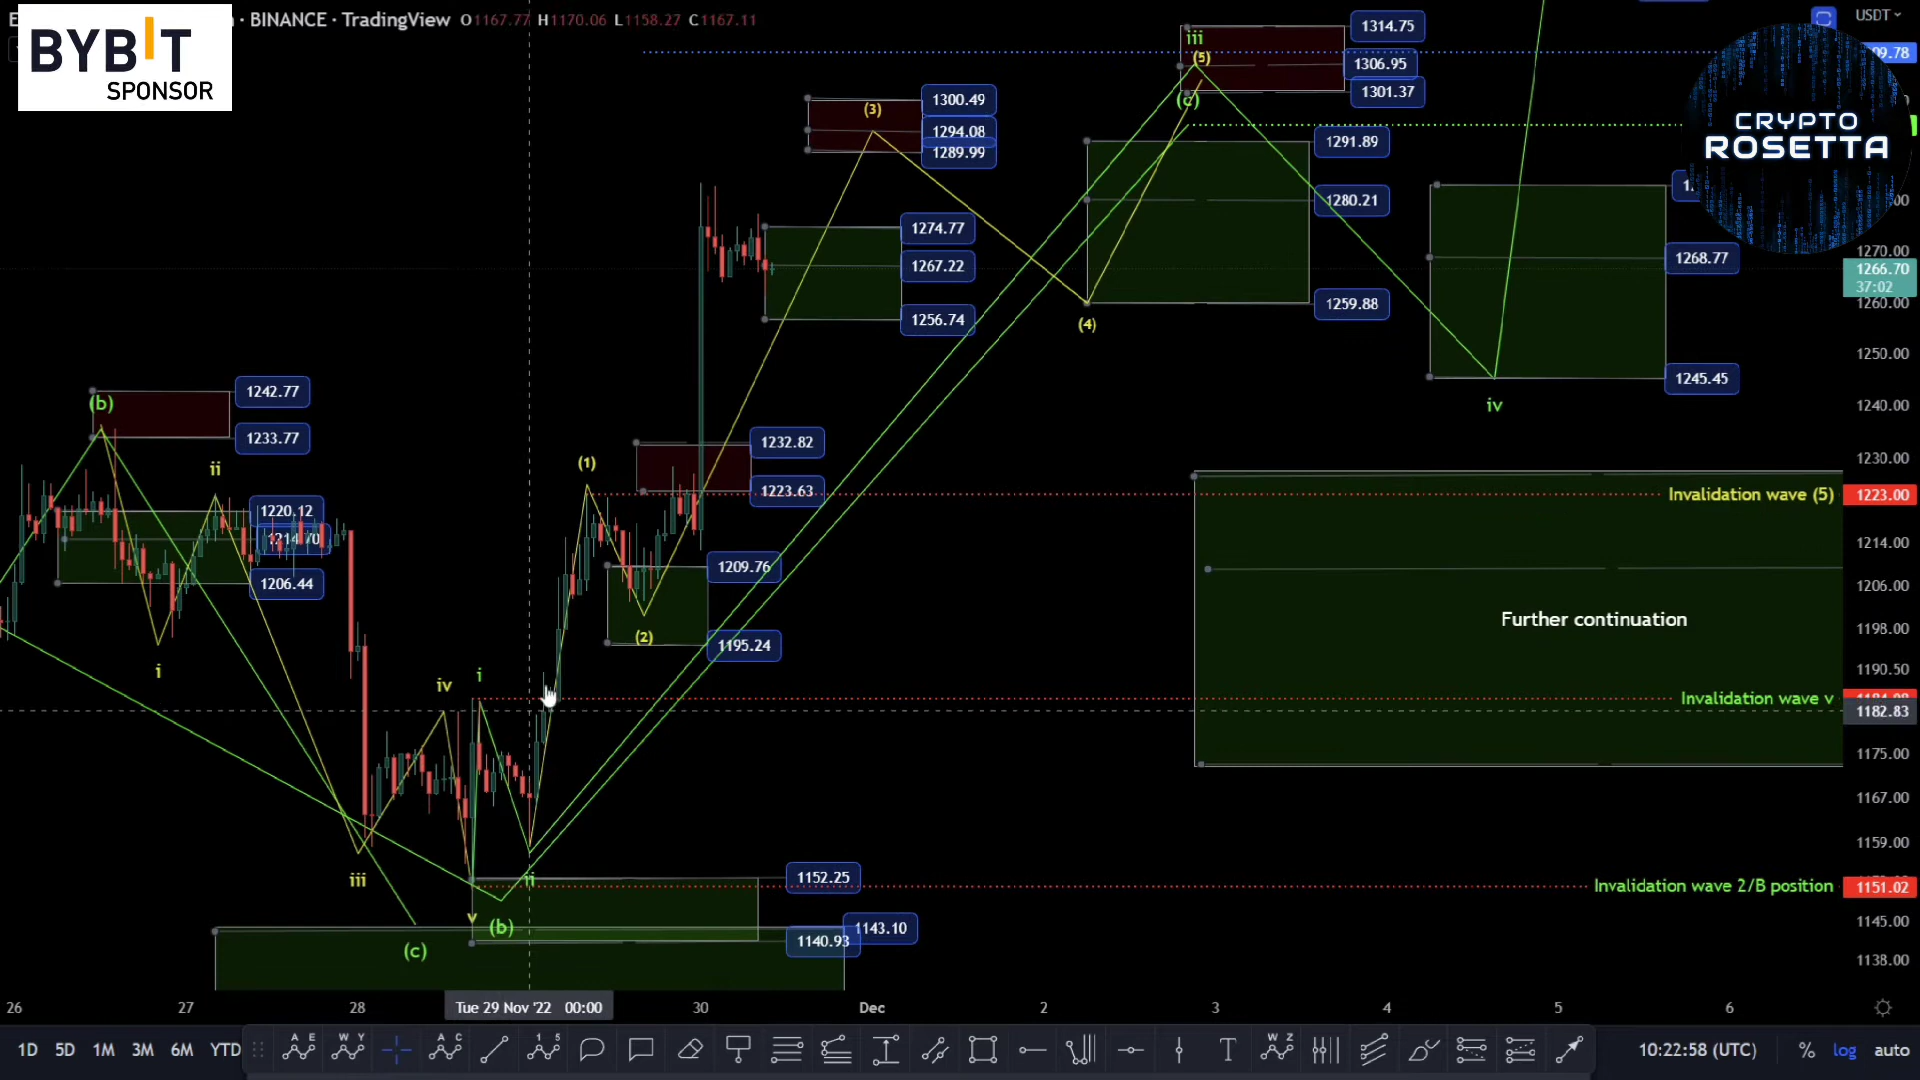 BYBIT
SPONSOR
· BINANCE · TradingView O1167.77 H1170.06 L1158.27 C1167.11
USDT
CRYPTO
ROSETTA
iii
(5)
(c)
1314.75
1306.95
1301.37
(3)
1300.49
1294.08
1289.99
1291.89
1280.21
1259.88
(4)
1274.77
1267.22
1256.74
1268.77
1245.45
iv
1270.00
1266.70
37:02
1260.00
1250.00
1240.00
1230.00
1223.00
1214.00
1206.00
1198.00
1190.50
1182.83
1175.00
1167.00
1159.00
1151.02
1145.00
1138.00
(b)
1242.77
1233.77
ii
1220.12
1206.44
i
(1)
1232.82
1223.63
1209.76
1195.24
(2)
iv
i
iii
v
ii
(b)
(c)
1152.25
1143.10
1140.93
Invalidation wave (5)
Further continuation
Invalidation wave v
Invalidation wave 2/B position
26 27 28 Tue 29 Nov '22 00:00 30 Dec 2 3 4 5 6
1D 5D 1M 3M 6M YTD
A E
W Y
A C
1 5
T
W Z
10:22:58 (UTC) % log auto